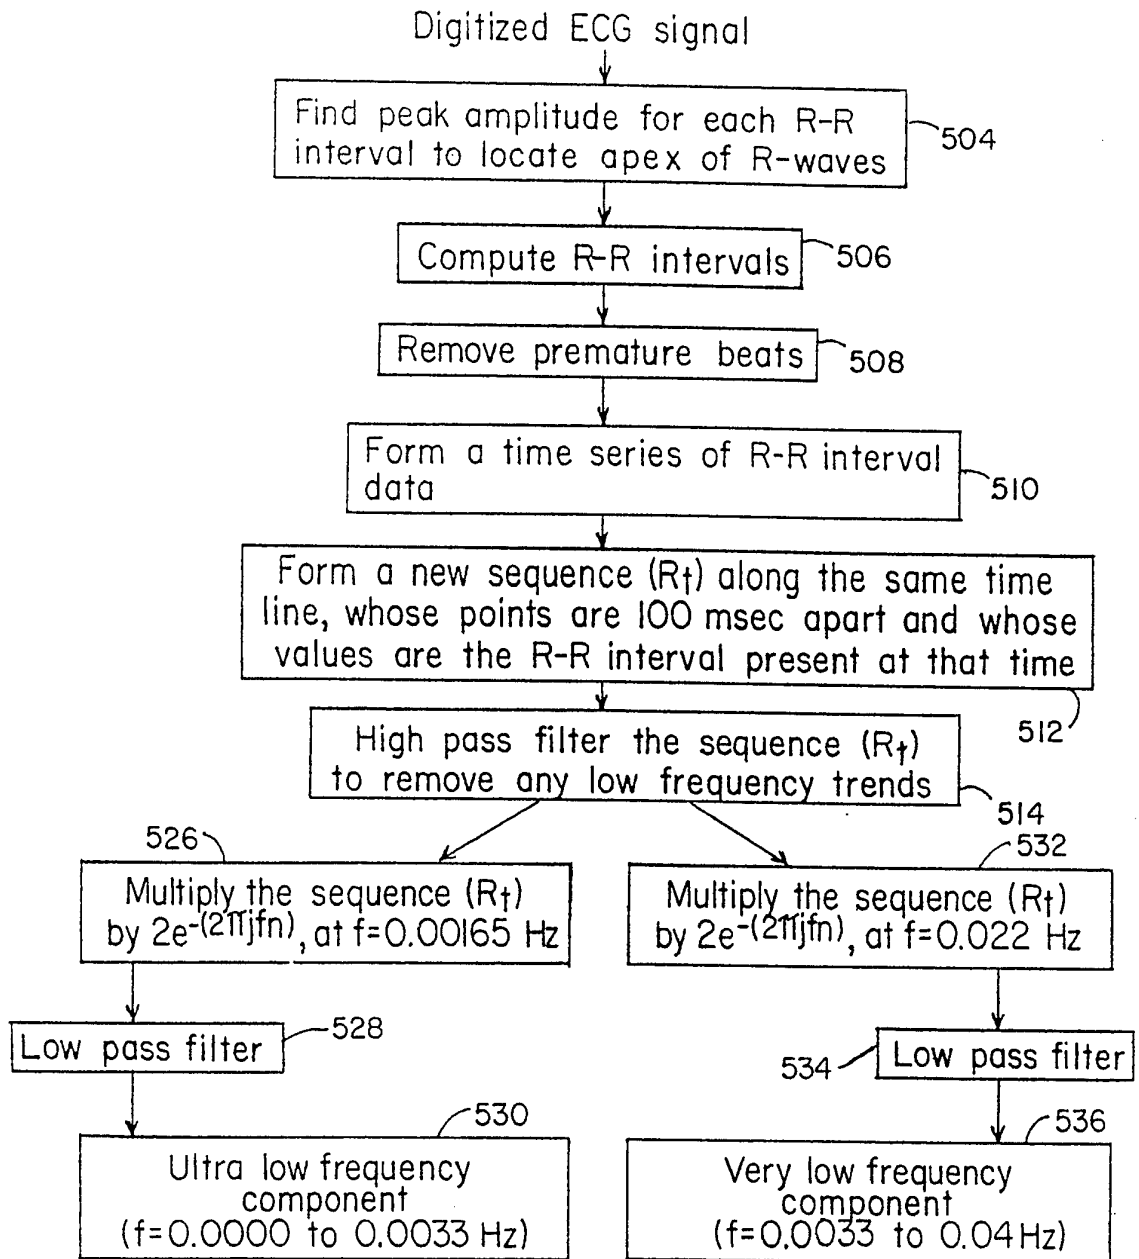 Digitized ECG signal
Find peak amplitude for each R-R
interval to locate apex of R-waves
504
Compute R-R intervals
506
Remove premature beats
508
Form a time series of R-R interval
data
510
Form a new sequence (Rt) along the same time
line, whose points are 100 msec apart and whose
values are the R-R interval present at that time
512
High pass filter the sequence (Rt)
to remove any low frequency trends
514
526
Multiply the sequence (Rt)
by 2e-(2πjfn), at f=0.00165 Hz
532
Multiply the sequence (Rt)
by 2e-(2πjfn), at f=0.022 Hz
Low pass filter
528
534
Low pass filter
530
Ultra low frequency
component
(f=0.0000 to 0.0033 Hz)
536
Very low frequency
component
(f=0.0033 to 0.04 Hz)